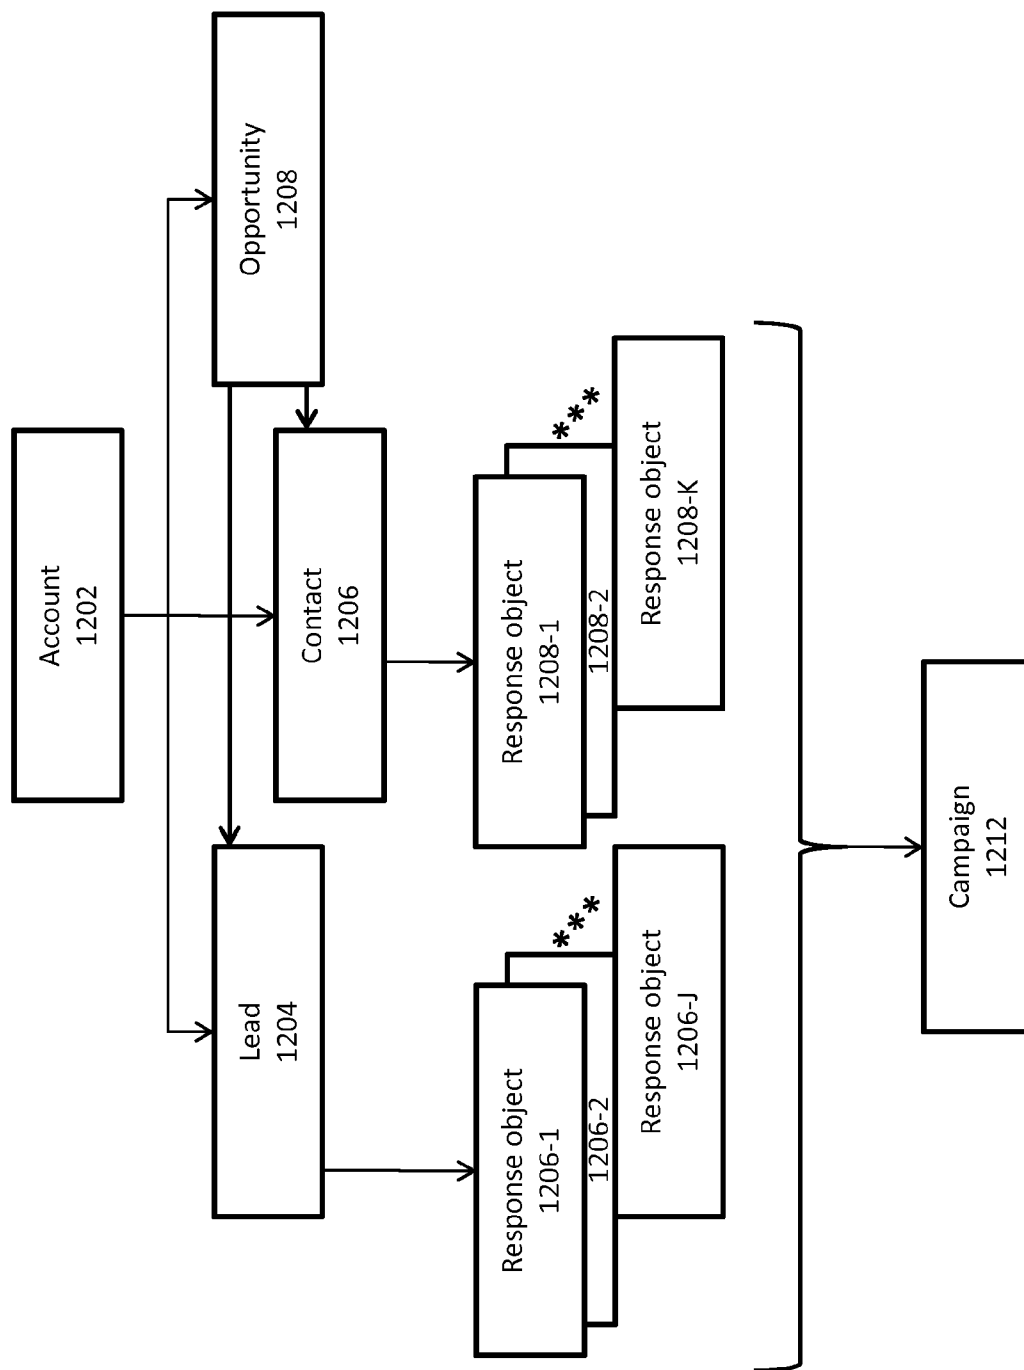 Account
1202
Lead
1204
Contact
1206
Opportunity
1208
Response object
1206-1
1206-2
***
Response object
1206-J
Response object
1208-1
1208-2
***
Response object
1208-K
Campaign
1212